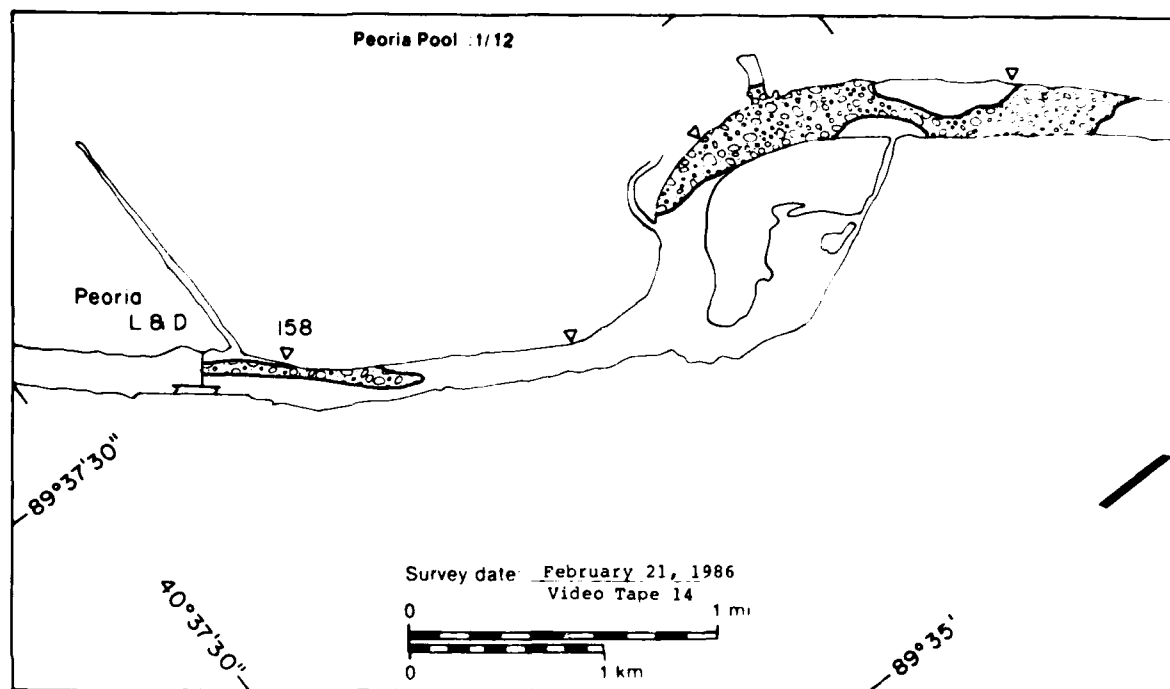 Peoria Pool :1/12
Peoria
L & D
158
89°37'30"
Survey date February 21, 1986
Video Tape 14
0 1 mi
0 1 km
40°37'30"
89°35'